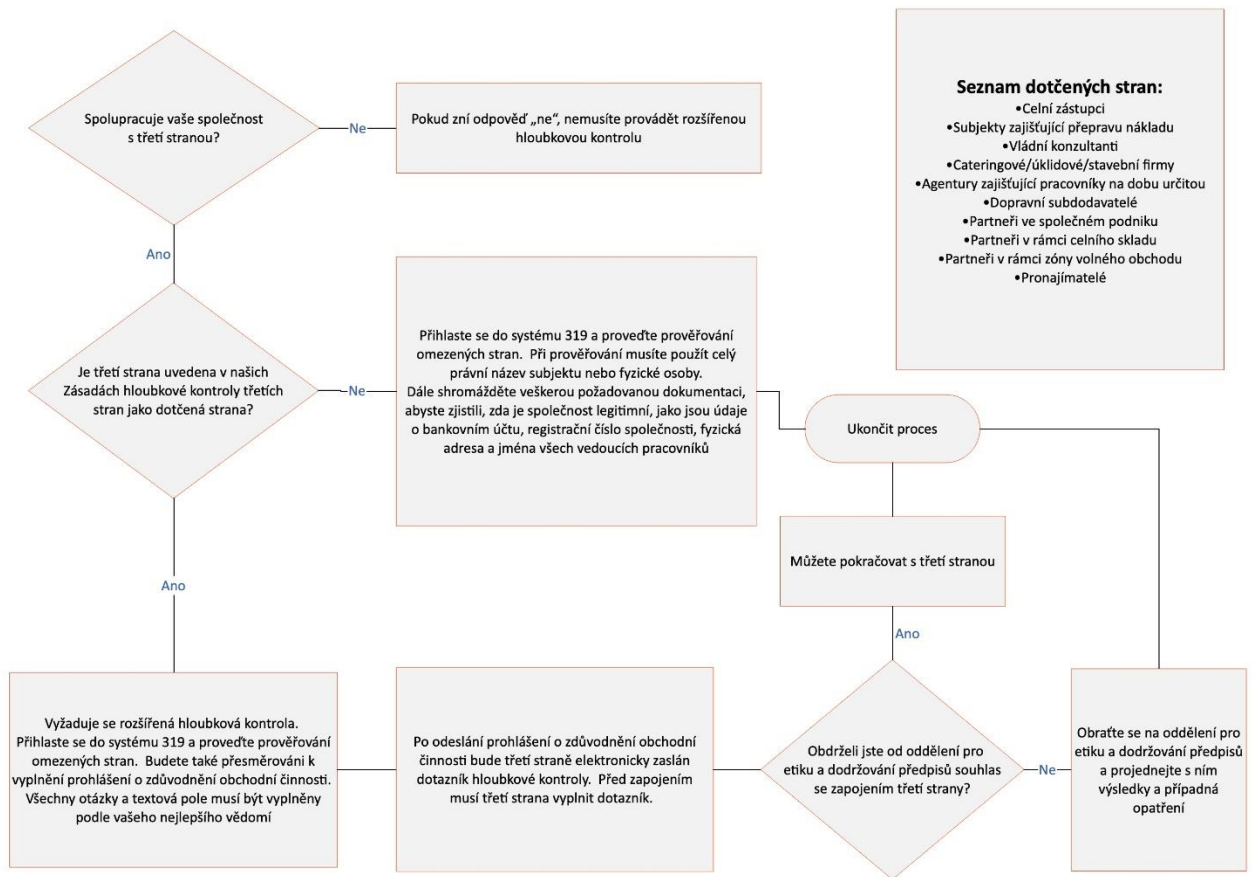 Spolupracuje vaše společnost
s třetí stranou?
Ne
Pokud zní odpověď „ne“, nemusíte provádět rozšířenou
hloubkovou kontrolu
Seznam dotčených stran:
•Celní zástupci
•Subjekty zajišťující přepravu nákladu
•Vládní konzultanti
•Cateringové/úklidové/stavební firmy
•Agentury zajišťující pracovníky na dobu určitou
•Dopravní subdodavatelé
•Partneři ve společném podniku
•Partneři v rámci celního skladu
•Partneři v rámci zóny volného obchodu
•Pronajímatelé
Ano
Je třetí strana uvedena v našich
Zásadách hloubkové kontroly třetích
stran jako dotčená strana?
Ne
Přihlaste se do systému 319 a proveďte prověřování
omezených stran. Při prověřování musíte použít celý
právní název subjektu nebo fyzické osoby.
Dále shromážděte veškerou požadovanou dokumentaci,
abyste zjistili, zda je společnost legitimní, jako jsou údaje
o bankovním účtu, registrační číslo společnosti, fyzická
adresa a jména všech vedoucích pracovníků
Ukončit proces
Můžete pokračovat s třetí stranou
Ano
Ano
Vyžaduje se rozšířená hloubková kontrola.
Přihlaste se do systému 319 a proveďte prověřování
omezených stran. Budete také přesměrováni k
vyplnění prohlášení o zdůvodnění obchodní činnosti.
Všechny otázky a textová pole musí být vyplněny
podle vašeho nejlepšího vědomí
Po odeslání prohlášení o zdůvodnění obchodní
činnosti bude třetí straně elektronicky zaslán
dotazník hloubkové kontroly. Před zapojením
musí třetí strana vyplnit dotazník.
Obdrželi jste od oddělení pro
etiku a dodržování předpisů souhlas
se zapojením třetí strany?
Ne
Obraťte se na oddělení pro
etiku a dodržování předpisů
a projednejte s ním
výsledky a případná
opatření